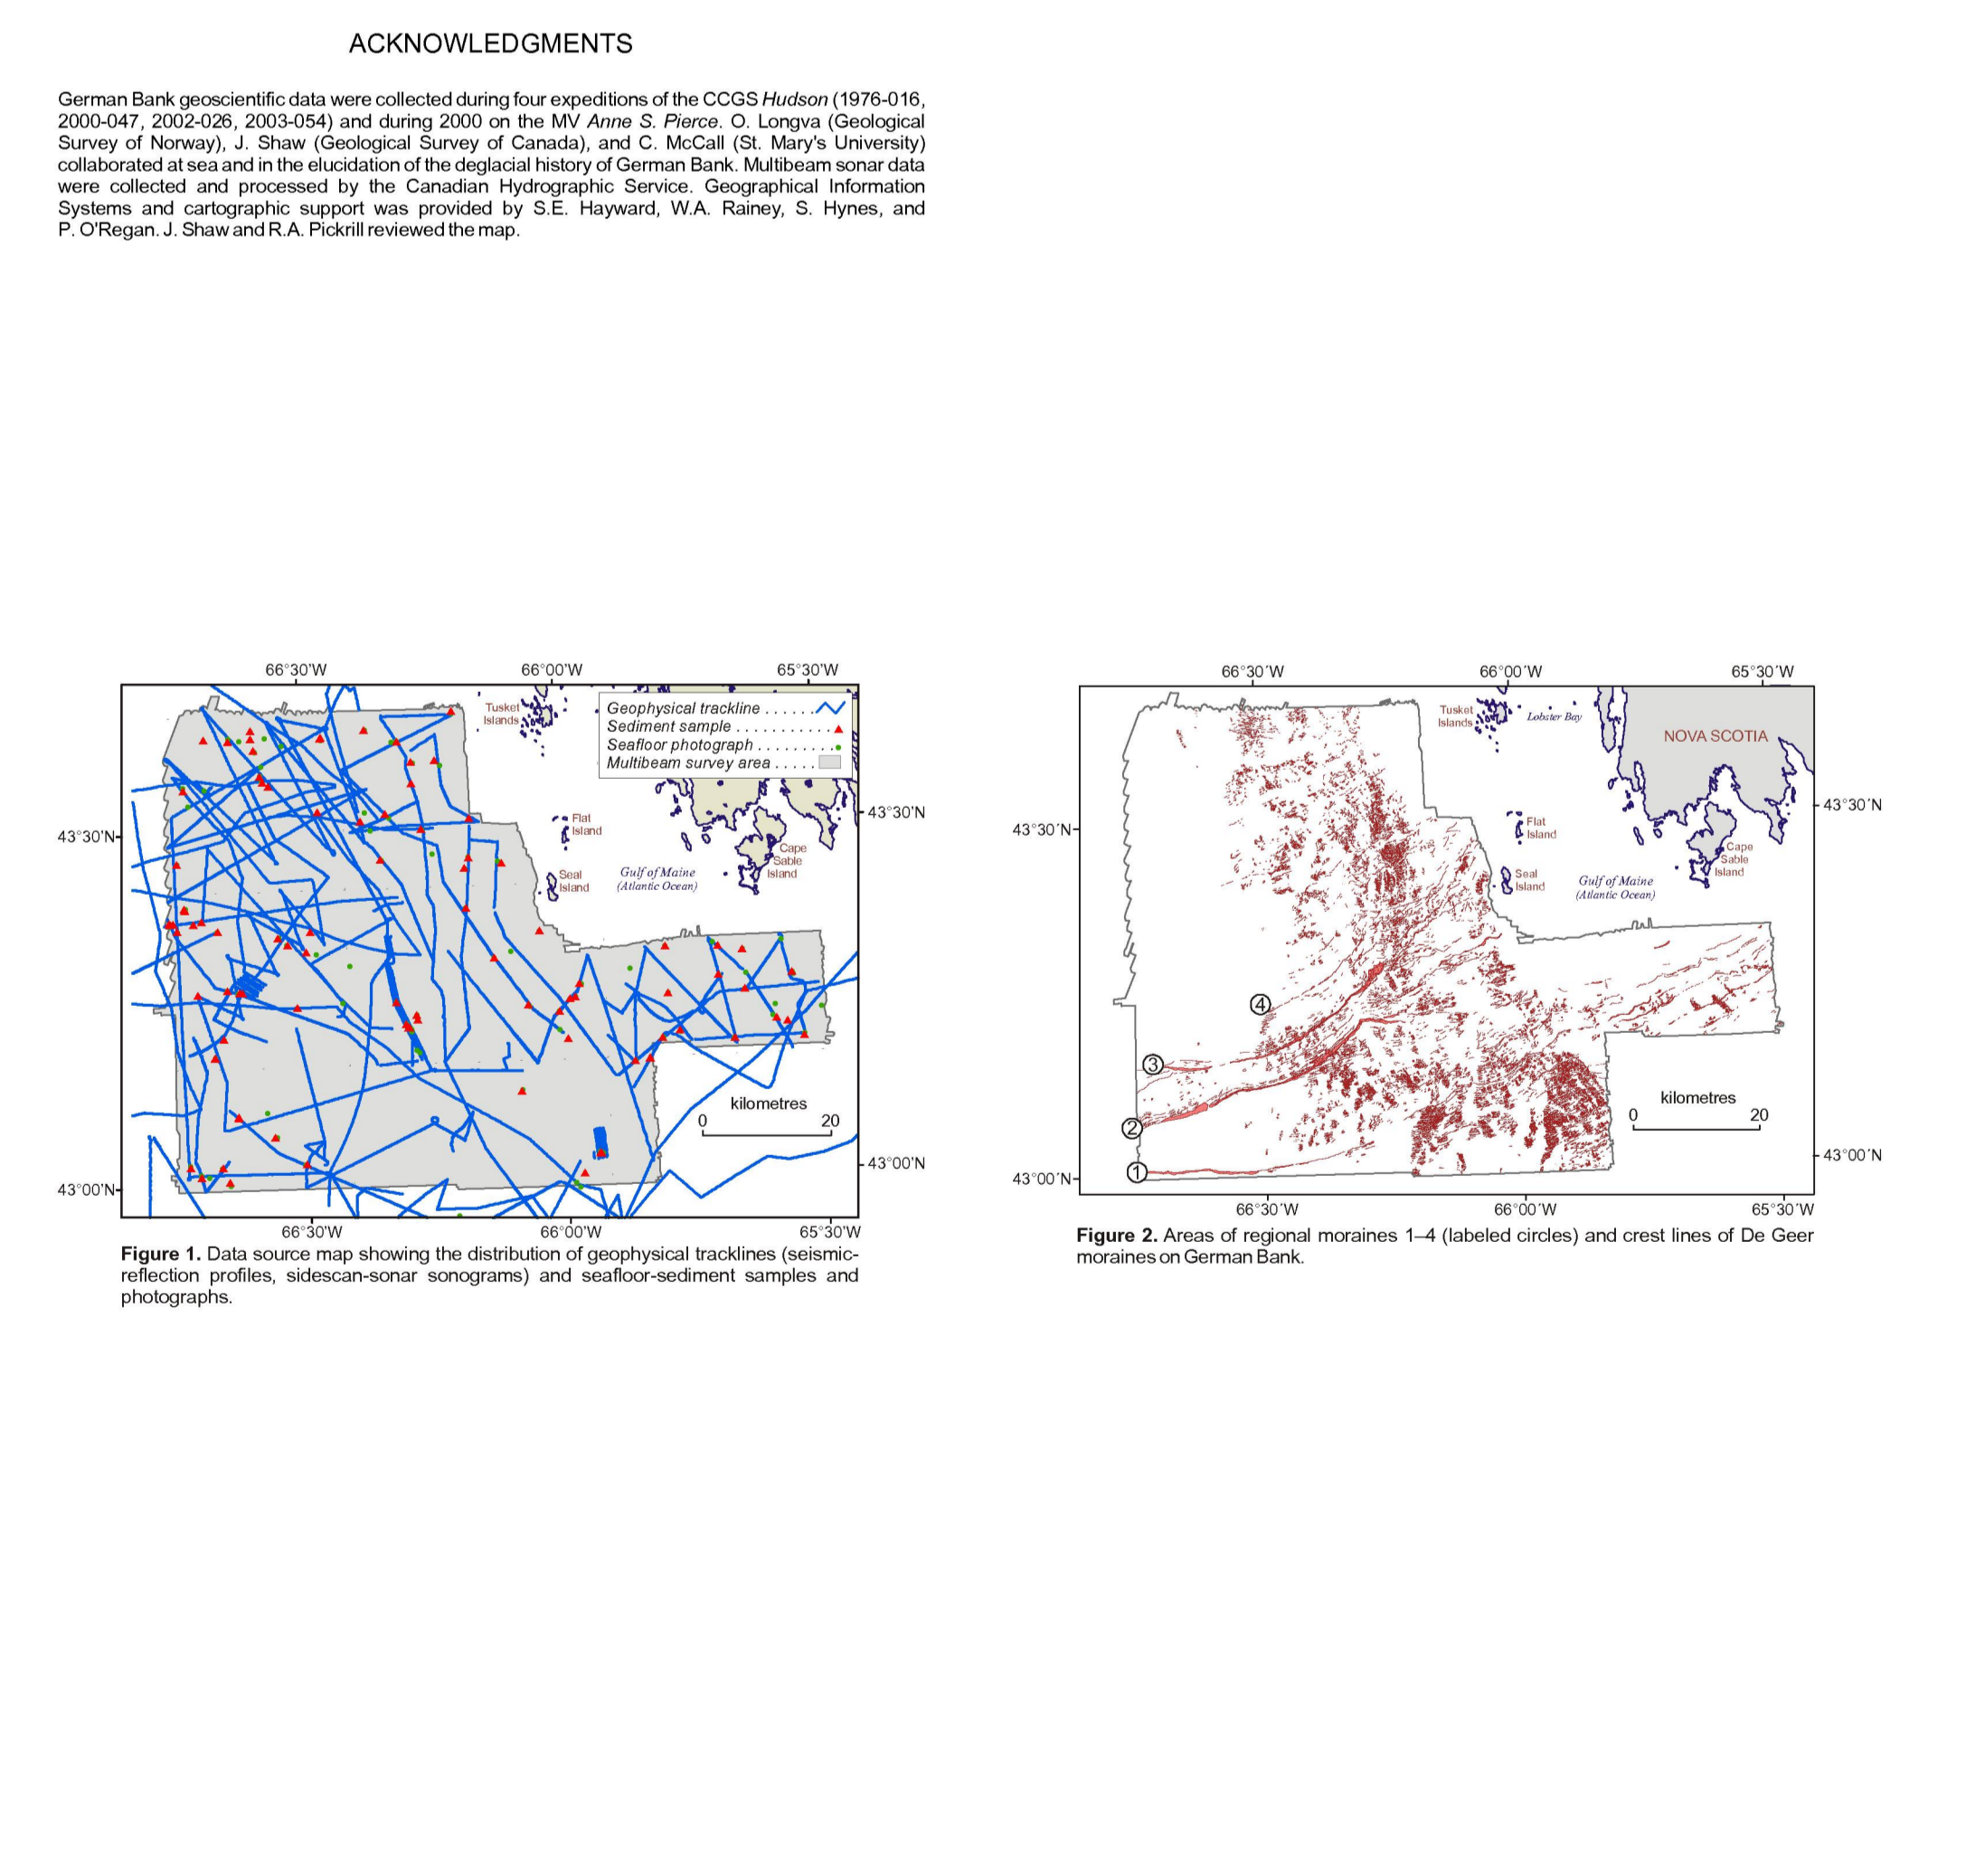 ACKNOWLEDGMENTS
German Bank geoscientific data were collected during four expeditions of the CCGS Hudson (1976-016,
2000-047, 2002-026, 2003-054) and during 2000 on the MV Anne S. Pierce. O. Longva (Geological
Survey of Norway), J. Shaw (Geological Survey of Canada), and C. McCall (St. Mary's University)
collaborated at sea and in the elucidation of the deglacial history of German Bank. Multibeam sonar data
were collected and processed by the Canadian Hydrographic Service. Geographical Information
Systems and cartographic support was provided by S.E. Hayward, W.A. Rainey, S. Hynes, and
P. O'Regan. J. Shaw and R.A. Pickrill reviewed the map.
66°30'W
66°00'W
65°30'W
Tusket
Islands
Geophysical trackline . . . . . .
Sediment sample . . . . . . . . . . . .
Seafloor photograph . . . . . . . . .
Multibeam survey area . . . . .
43°30'N
43°30'N
Flat
Island
Cape
Sable
Island
Seal
Island
Gulf of Maine
(Atlantic Ocean)
kilometres
0
20
43°00'N
43°00'N
66°30'W
66°00'W
65°30'W
Figure 1. Data source map showing the distribution of geophysical tracklines (seismic-
reflection profiles, sidescan-sonar sonograms) and seafloor-sediment samples and
photographs.
66°30'W
66°00'W
65°30'W
Tusket
Islands
Lobster Bay
NOVA SCOTIA
43°30'N
43°30'N
Flat
Island
Cape
Sable
Island
Seal
Island
Gulf of Maine
(Atlantic Ocean)
4
3
2
1
kilometres
0
20
43°00'N
43°00'N
66°30'W
66°00'W
65°30'W
Figure 2. Areas of regional moraines 1–4 (labeled circles) and crest lines of De Geer
moraines on German Bank.